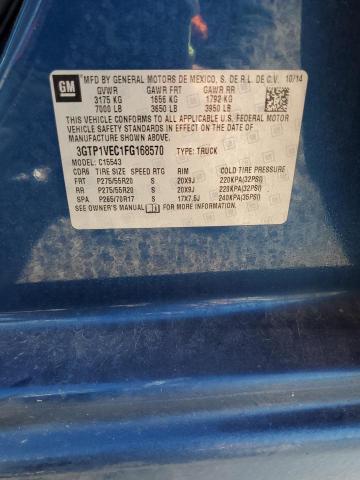 GM
MFD BY GENERAL MOTORS DE MEXICO, S. DE R.L. DE C.V. 10/14
GVWR GAWR FRT GAWR RR
3175 KG 1656 KG 1792 KG
7000 LB 3650 LB 3950 LB
THIS VEHICLE CONFORMS TO ALL APPLICABLE U.S. FEDERAL MOTOR
VEHICLE SAFETY STANDARDS IN EFFECT ON THE DATE OF
MANUFACTURE SHOWN ABOVE.
3GTP1VEC1FG168570 TYPE: TRUCK
MODEL: C15543
CDR6 TIRE SIZE SPEED RTG RIM COLD TIRE PRESSURE
FRT P275/55R20 S 20X9J 220KPA(32PSI)
RR P275/55R20 S 20X9J 220KPA(32PSI)
SPA P265/70R17 S 17X7.5J 240KPA(35PSI)
SEE OWNER'S MANUAL FOR ADDITIONAL INFORMATION.